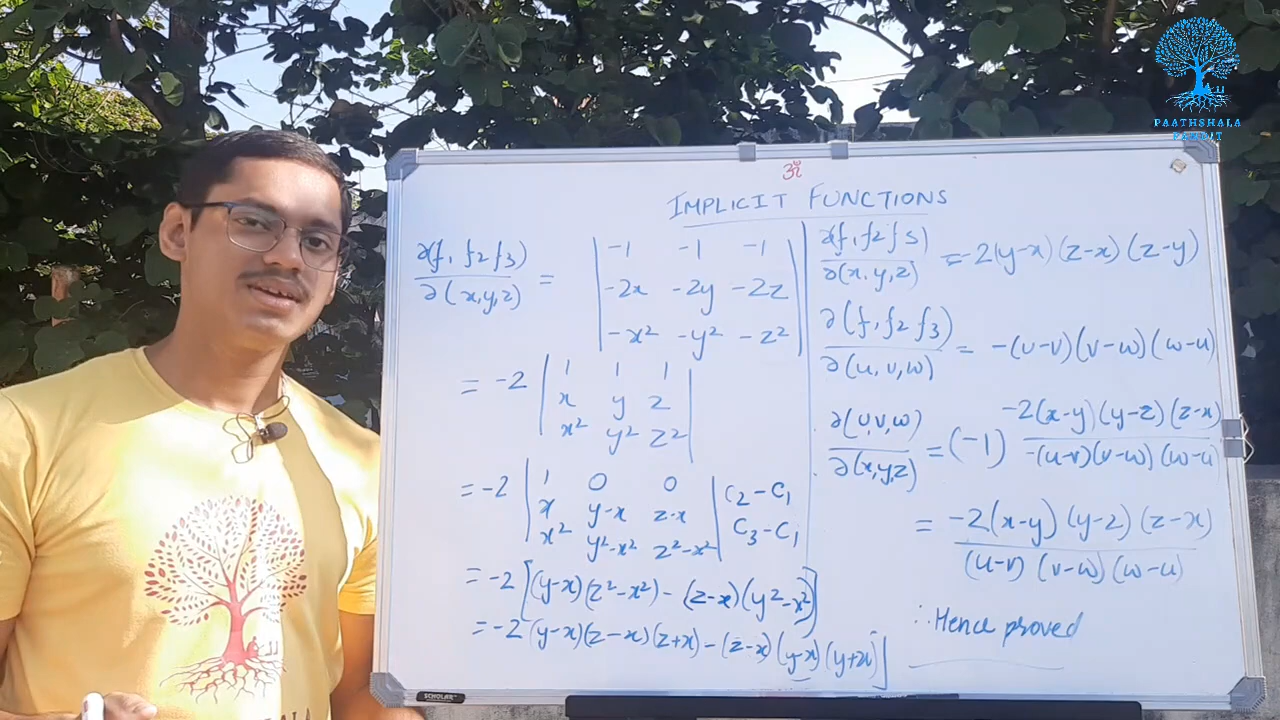 PAATHSHALA
PANDIT
ॐ
IMPLICIT FUNCTIONS
∂(f₁ f₂ f₃) / ∂(x,y,z) = | -1 -1 -1 |
| -2x -2y -2z |
| -x² -y² -z² |
= -2 | 1 1 1 |
| x y z |
| x² y² z² |
= -2 | 1 0 0 | C₂-C₁
| x y-x z-x | C₃-C₁
| x² y²-x² z²-x² |
= -2 [(y-x)(z²-x²) - (z-x)(y²-x²)]
= -2 (y-x)(z-x)(z+x) - (z-x)(y-x)(y+x)]
∂(f₁, f₂ f₃) / ∂(x,y,z) = -2(y-x)(z-x)(z-y)
∂(f₁ f₂ f₃) / ∂(u,v,w) = -(u-v)(v-w)(w-u)
∂(u,v,w) / ∂(x,y,z) = (-1) -2(x-y)(y-z)(z-x) / -(u-v)(v-w)(w-u)
= -2(x-y)(y-z)(z-x) / (u-v)(v-w)(w-u)
∴ Hence proved
SCHOLAR